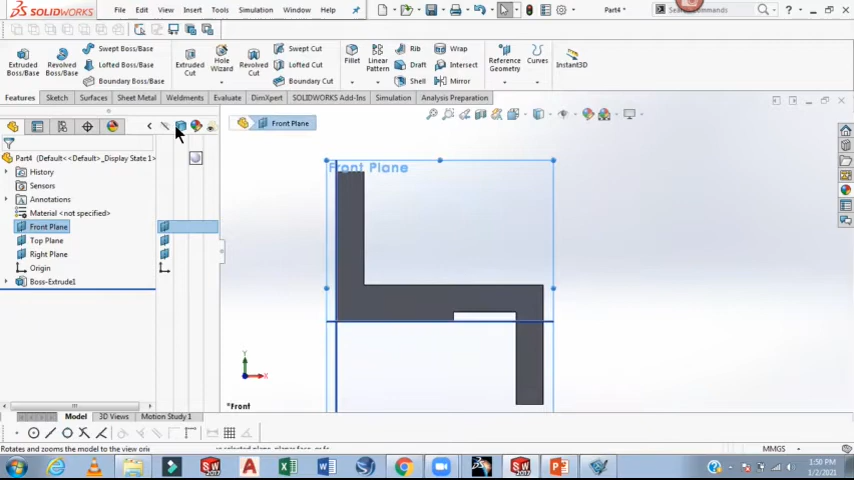 SOLIDWORKS File Edit View Insert Tools Simulation Window Help Part4 * Search Commands ?
Extruded Boss/Base Revolved Boss/Base Swept Boss/Base Lofted Boss/Base Boundary Boss/Base Extruded Cut Hole Wizard Revolved Cut Swept Cut Lofted Cut Boundary Cut Fillet Linear Pattern Rib Draft Shell Wrap Intersect Mirror Reference Geometry Curves Instant3D
Features Sketch Surfaces Sheet Metal Weldments Evaluate DimXpert SOLIDWORKS Add-Ins Simulation Analysis Preparation
Front Plane
Part4 (Default<<Default>_Display State 1>
History
Sensors
Annotations
Material <not specified>
Front Plane
Top Plane
Right Plane
Origin
Boss-Extrude1
Front Plane
Y
X
*Front
Model 3D Views Motion Study 1
Rotates and zooms the model to the view orie
MMGS
1:50 PM
1/2/2021